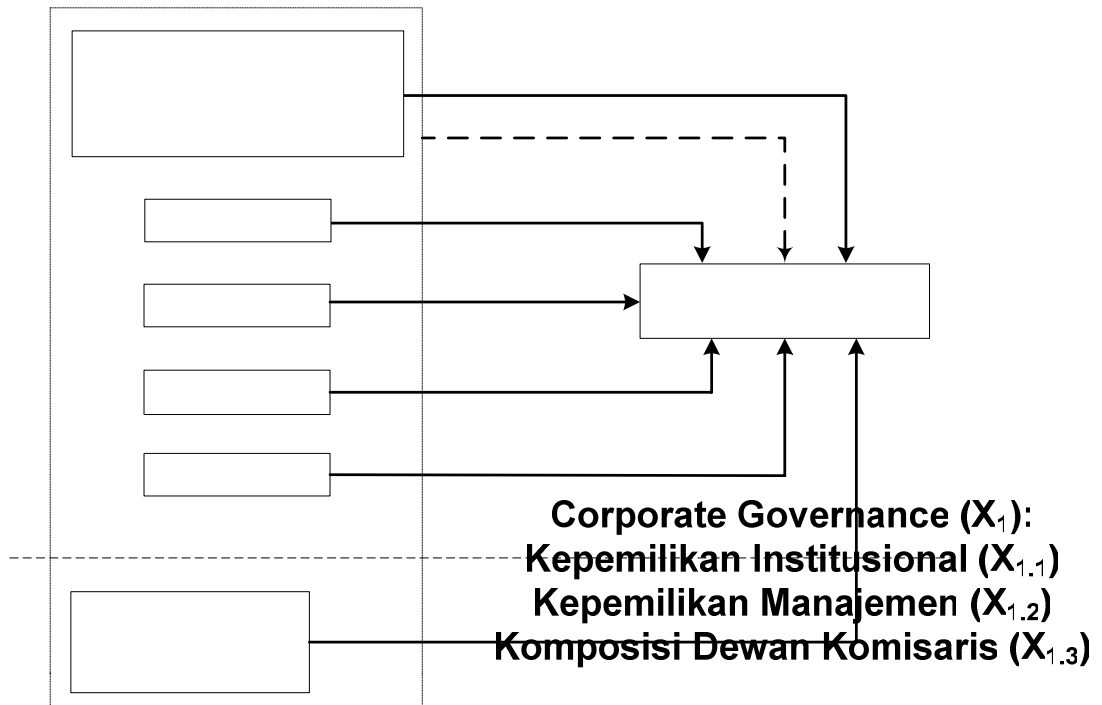 Corporate Governance (X₁):
Kepemilikan Institusional (X₁.₁)
Kepemilikan Manajemen (X₁.₂)
Komposisi Dewan Komisaris (X₁.₃)